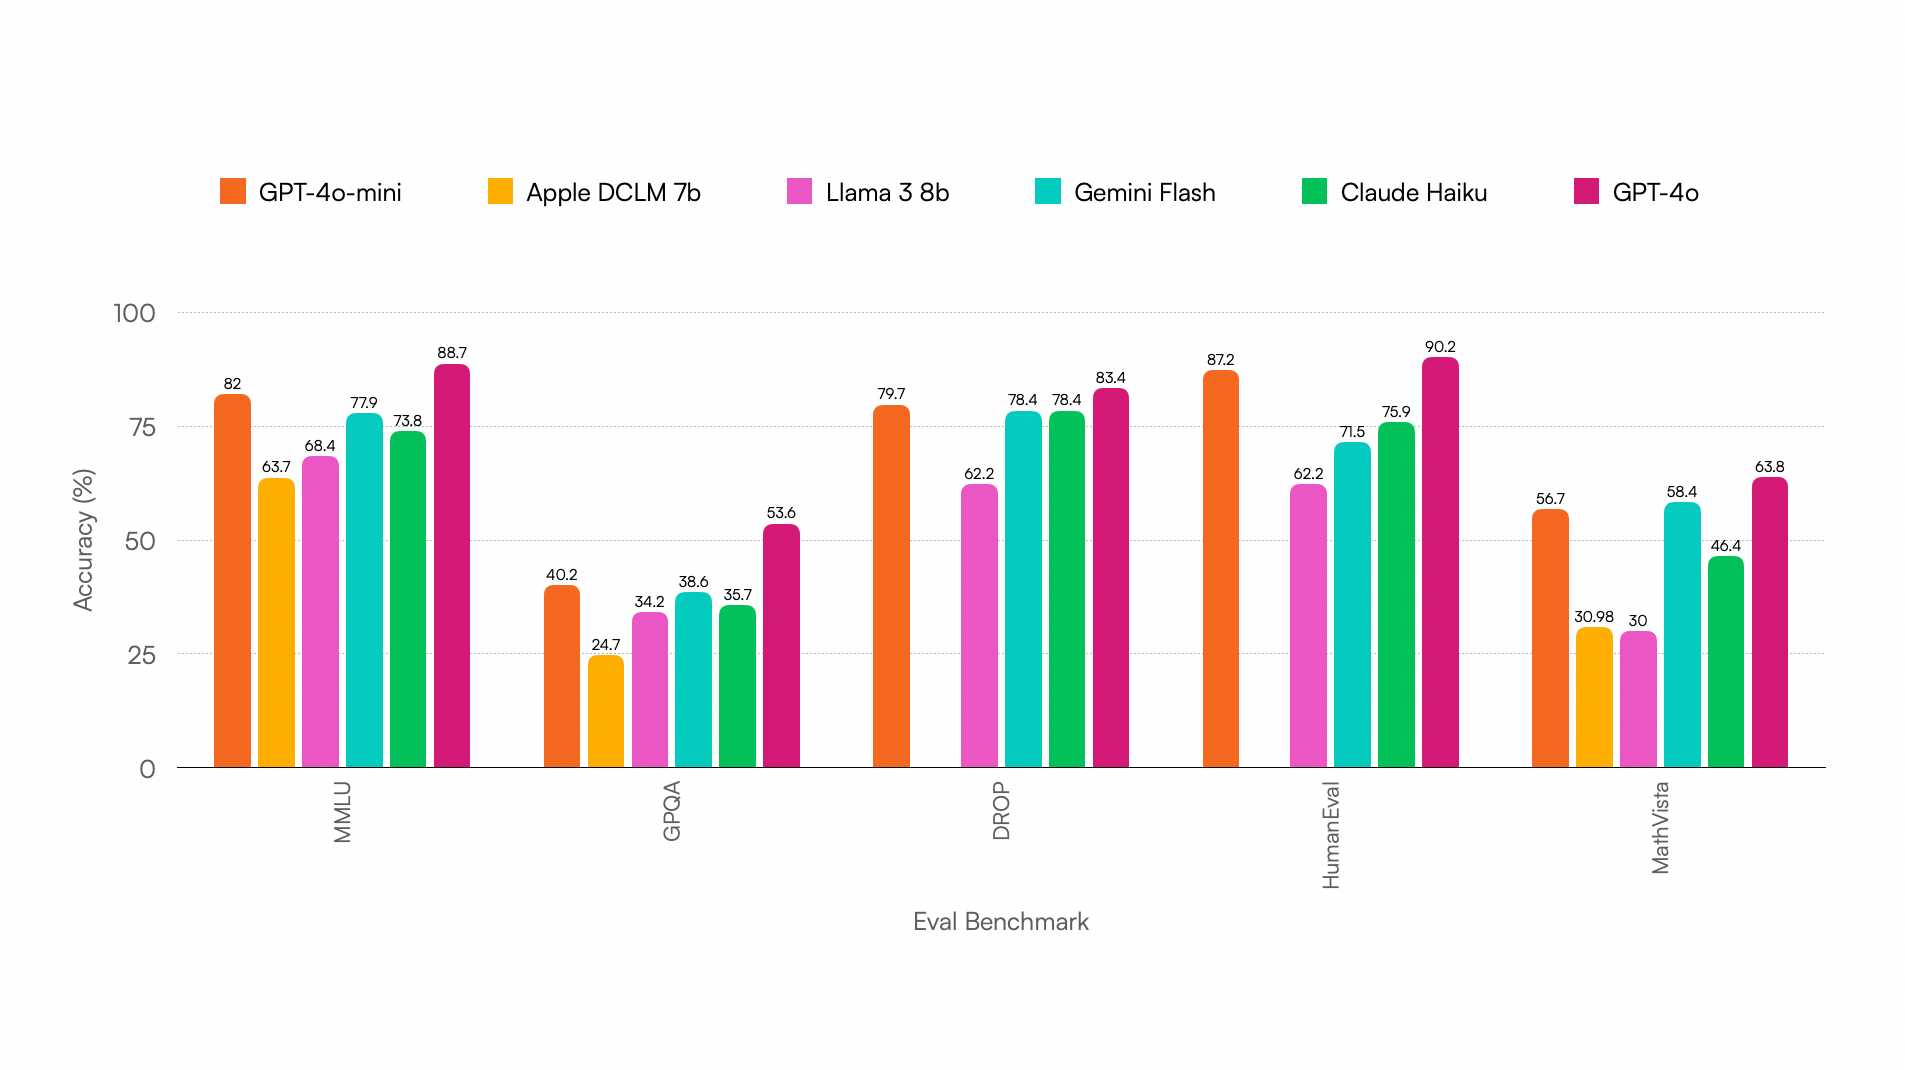 GPT-4o-mini Apple DCLM 7b Llama 3 8b Gemini Flash Claude Haiku GPT-4o
Accuracy (%)
100
75
50
25
0
82 63.7 68.4 77.9 73.8 88.7
40.2 24.7 34.2 38.6 35.7 53.6
79.7 62.2 78.4 78.4 83.4
87.2 62.2 71.5 75.9 90.2
56.7 30.98 30 58.4 46.4 63.8
MMLU GPQA DROP HumanEval MathVista
Eval Benchmark